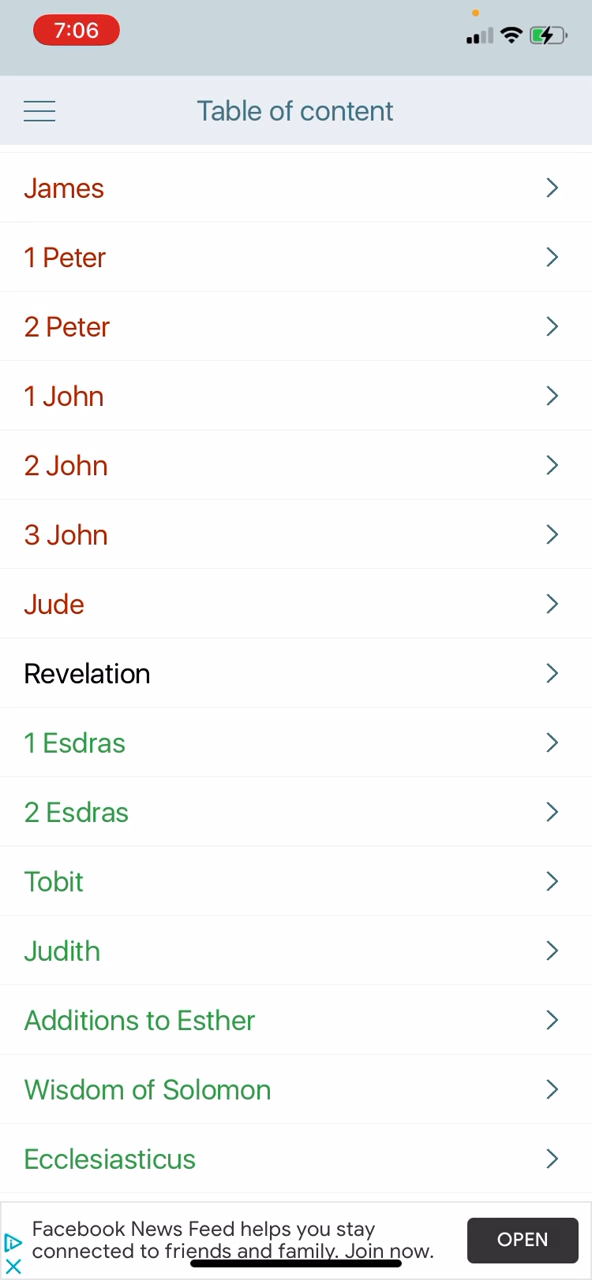 7:06
Table of content
James
1 Peter
2 Peter
1 John
2 John
3 John
Jude
Revelation
1 Esdras
2 Esdras
Tobit
Judith
Additions to Esther
Wisdom of Solomon
Ecclesiasticus
Facebook News Feed helps you stay
connected to friends and family. Join now.
OPEN